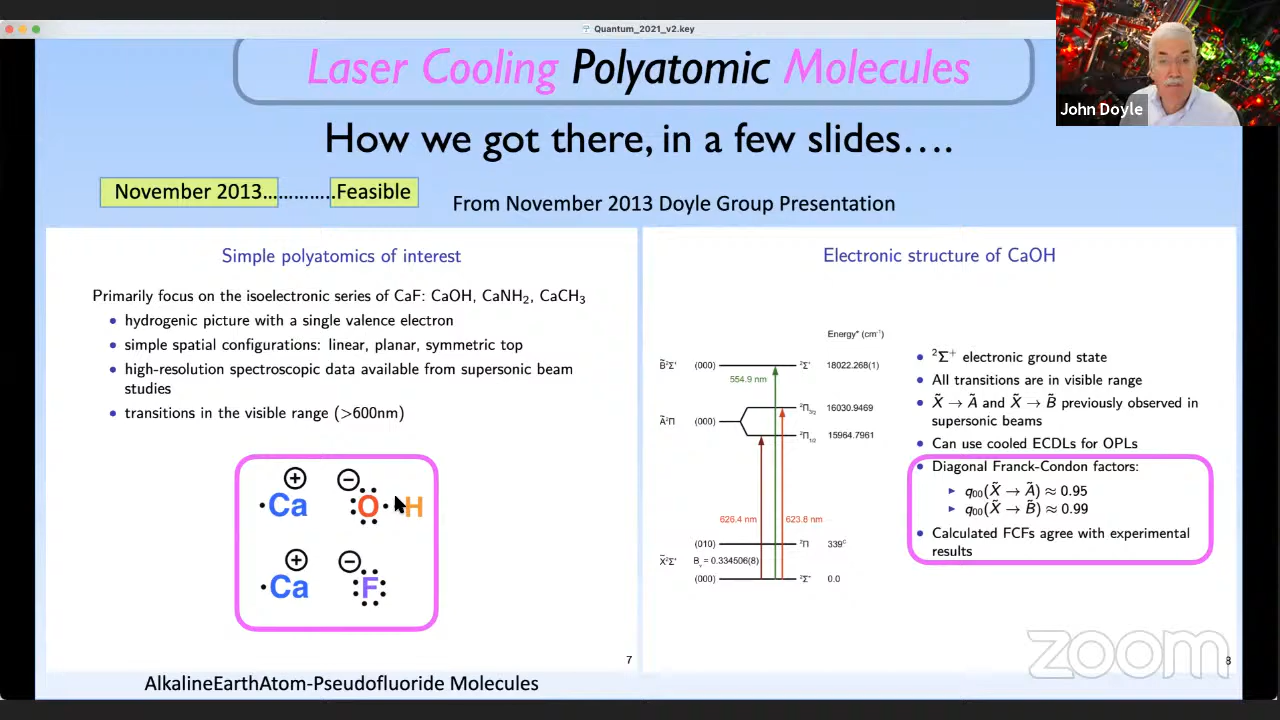 Quantum_2021_v2.key
Laser Cooling Polyatomic Molecules
John Doyle
How we got there, in a few slides....
November 2013..............Feasible
From November 2013 Doyle Group Presentation
Simple polyatomics of interest
Primarily focus on the isoelectronic series of CaF: CaOH, CaNH₂, CaCH₃
• hydrogenic picture with a single valence electron
• simple spatial configurations: linear, planar, symmetric top
• high-resolution spectroscopic data available from supersonic beam
studies
• transitions in the visible range (>600nm)
+ −
·Ca O · H
+ −
·Ca F
7
AlkalineEarthAtom-Pseudofluoride Molecules
Electronic structure of CaOH
Energy* (cm⁻¹)
B̃²Σ⁺ (000) ²Σ⁺ 18022.268(1)
554.9 nm
²Π₃/₂ 16030.9469
òΠ (000)
²Π₁/₂ 15964.7961
626.4 nm 623.8 nm
(010) ²Π 339
X̃²Σ⁺ Bᵥ = 0.334506(8)
(000) ²Σ⁺ 0.0
• ²Σ⁺ electronic ground state
• All transitions are in visible range
• X̃ → Ã and X̃ → B̃ previously observed in
supersonic beams
• Can use cooled ECDLs for OPLs
• Diagonal Franck-Condon factors:
▸ q₀₀(X̃ → Ã) ≈ 0.95
▸ q₀₀(X̃ → B̃) ≈ 0.99
• Calculated FCFs agree with experimental
results
zoom
8